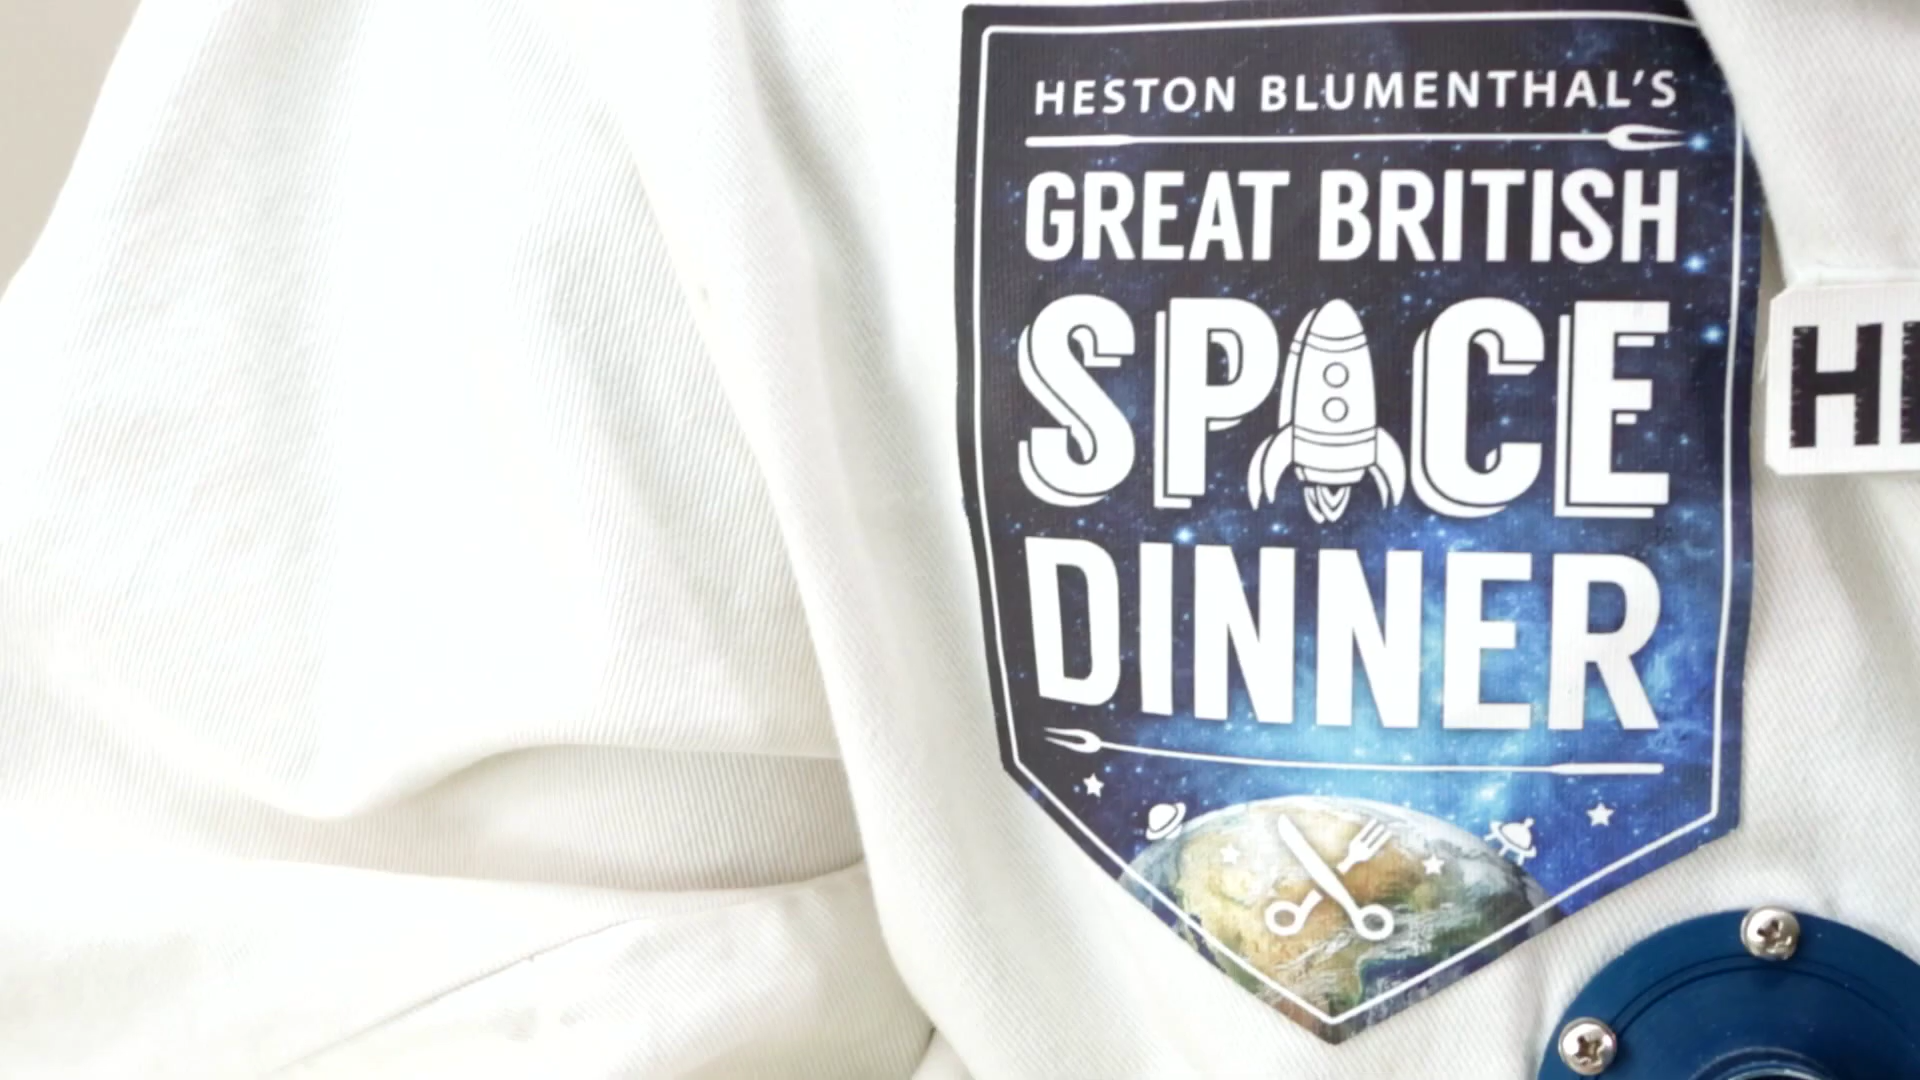 HESTON BLUMENTHAL'S
GREAT BRITISH
SPACE
DINNER